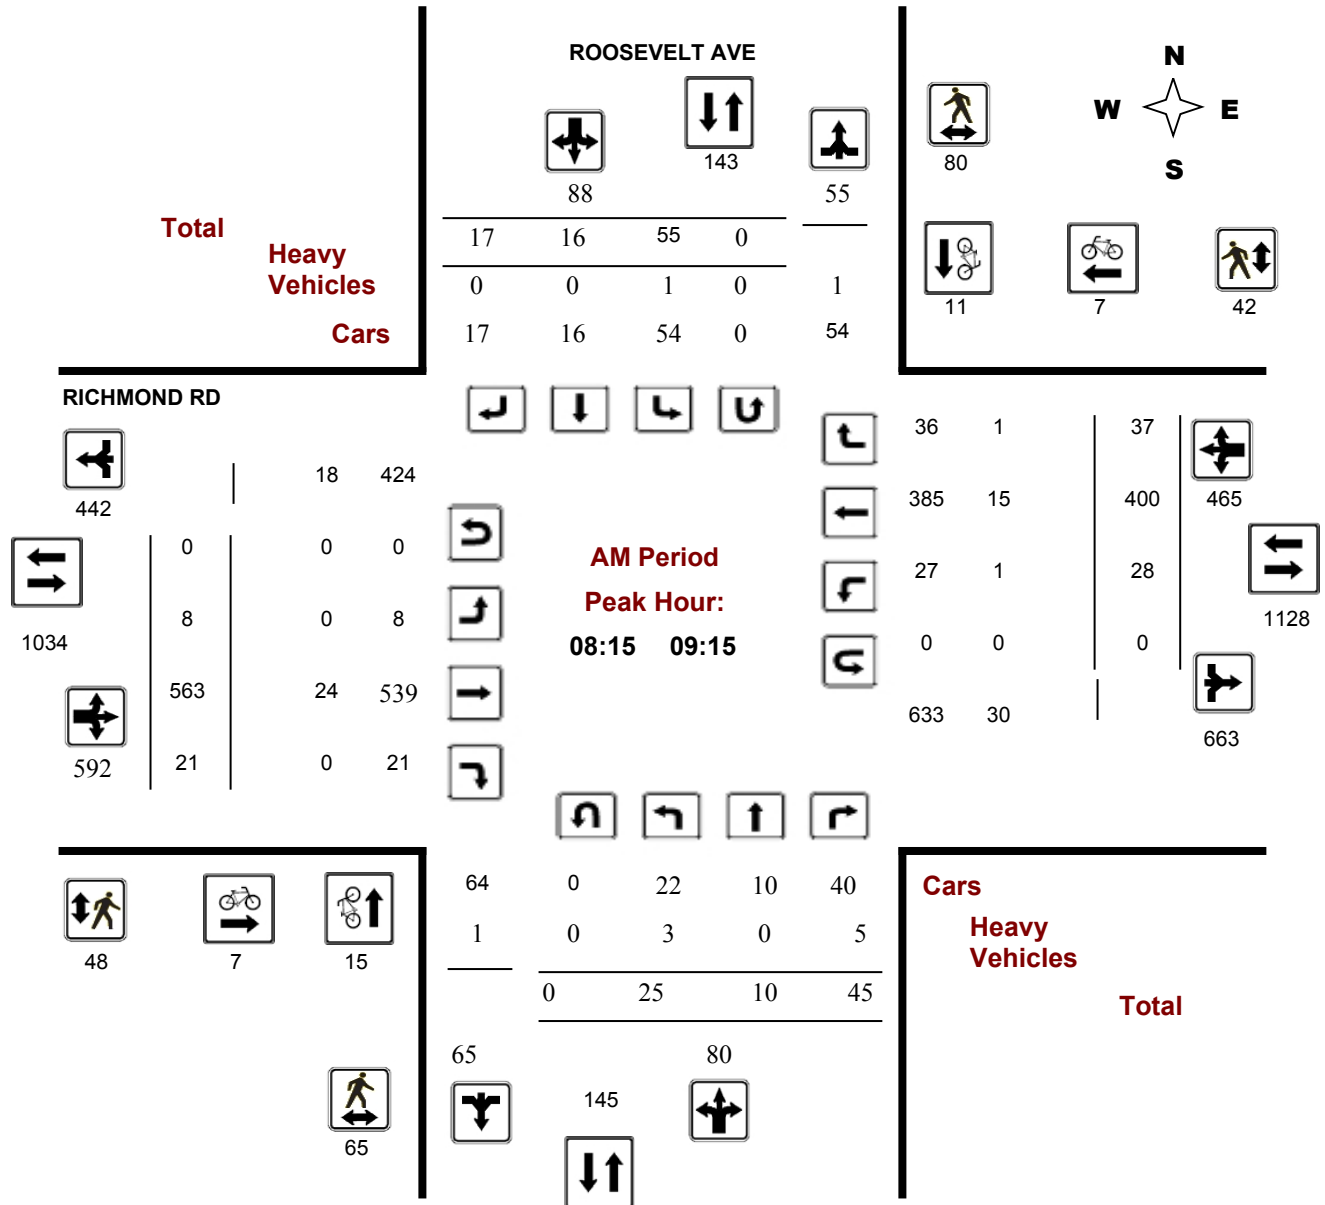 ROOSEVELT AVE
N
W E
S
143
80
88
55
Total
17 16 55 0
Heavy
Vehicles
0 0 1 0 1
11 7 42
Cars
17 16 54 0 54
RICHMOND RD
36 1 37
18 424
442
385 15 400 465
0 0 0
AM Period
27 1 28
Peak Hour:
8 0 8
1034
08:15 09:15
0 0 0
1128
563 24 539
633 30
663
592 21 0 21
64 0 22 10 40
Cars
1 0 3 0 5
Heavy
Vehicles
48 7 15
0 25 10 45
Total
65 80
145
65